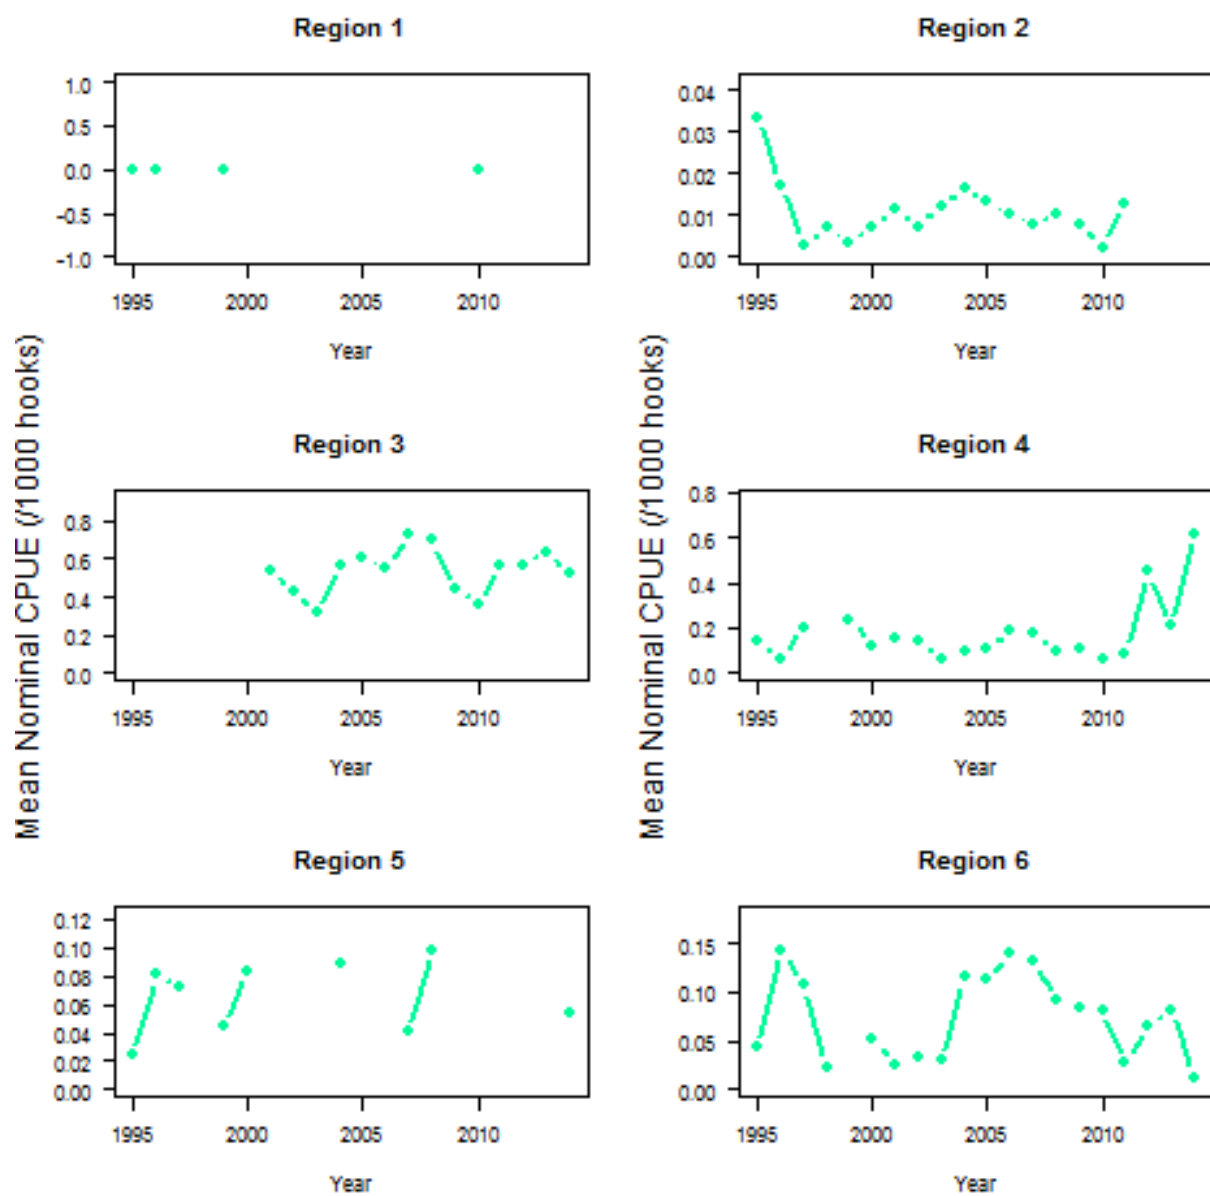 Region 1
1.0
0.5
0.0
−0.5
−1.0
1995 2000 2005 2010
Year
Region 2
0.04
0.03
0.02
0.01
0.00
1995 2000 2005 2010
Year
Mean Nominal CPUE (/1000 hooks)
Mean Nominal CPUE (/1000 hooks)
Region 3
0.8
0.6
0.4
0.2
0.0
1995 2000 2005 2010
Year
Region 4
0.8
0.6
0.4
0.2
0.0
1995 2000 2005 2010
Year
Region 5
0.12
0.10
0.08
0.06
0.04
0.02
0.00
1995 2000 2005 2010
Year
Region 6
0.15
0.10
0.05
0.00
1995 2000 2005 2010
Year